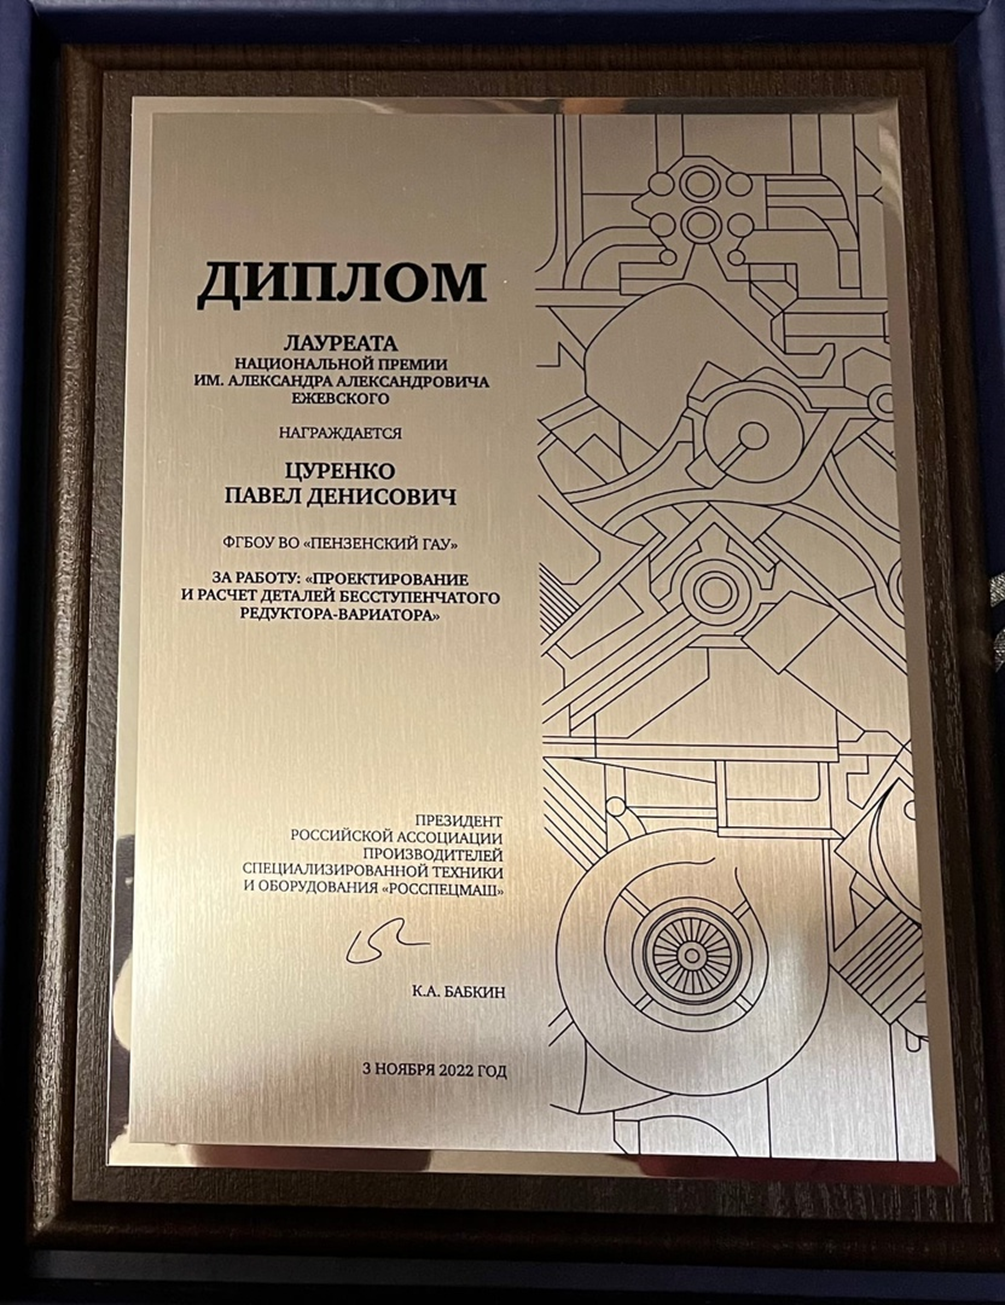 ДИПЛОМ
ЛАУРЕАТА
НАЦИОНАЛЬНОЙ ПРЕМИИ
ИМ. АЛЕКСАНДРА АЛЕКСАНДРОВИЧА
ЕЖЕВСКОГО
НАГРАЖДАЕТСЯ
ЦУРЕНКО
ПАВЕЛ ДЕНИСОВИЧ
ФГБОУ ВО «ПЕНЗЕНСКИЙ ГАУ»
ЗА РАБОТУ: «ПРОЕКТИРОВАНИЕ
И РАСЧЕТ ДЕТАЛЕЙ БЕССТУПЕНЧАТОГО
РЕДУКТОРА-ВАРИАТОРА»
ПРЕЗИДЕНТ
РОССИЙСКОЙ АССОЦИАЦИИ
ПРОИЗВОДИТЕЛЕЙ
СПЕЦИАЛИЗИРОВАННОЙ ТЕХНИКИ
И ОБОРУДОВАНИЯ «РОССПЕЦМАШ»
К.А. БАБКИН
3 НОЯБРЯ 2022 ГОД